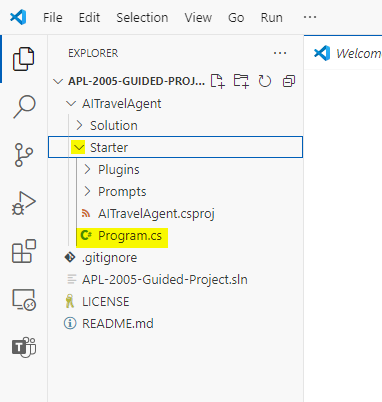 File Edit Selection View Go Run ...
EXPLORER ...
Welcom
APL-2005-GUIDED-PROJ...
AITravelAgent
Solution
Starter
Plugins
Prompts
AITravelAgent.csproj
C# Program.cs
.gitignore
APL-2005-Guided-Project.sln
LICENSE
README.md